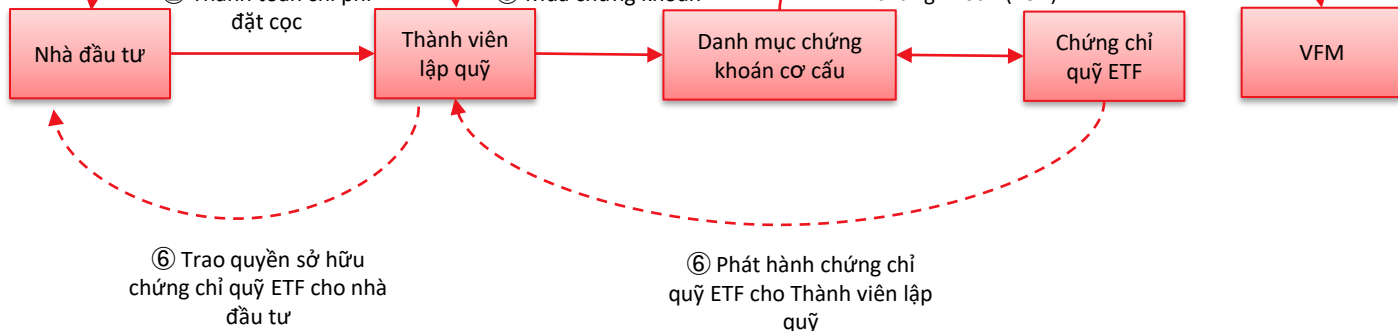 đặt cọc
Nhà đầu tư
Thành viên
lập quỹ
Danh mục chứng
khoán cơ cấu
Chứng chỉ
quỹ ETF
VFM
⑥ Trao quyền sở hữu
chứng chỉ quỹ ETF cho nhà
đầu tư
⑥ Phát hành chứng chỉ
quỹ ETF cho Thành viên lập
quỹ